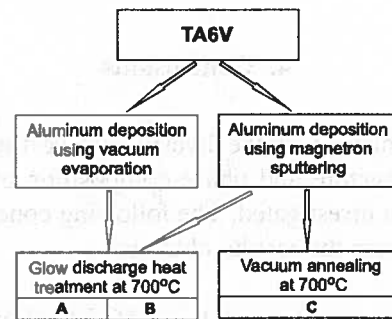 TA6V
Aluminum deposition
using vacuum
evaporation
Aluminum deposition
using magnetron
sputtering
Glow discharge heat
treatment at 700°C
A B
Vacuum annealing
at 700°C
C